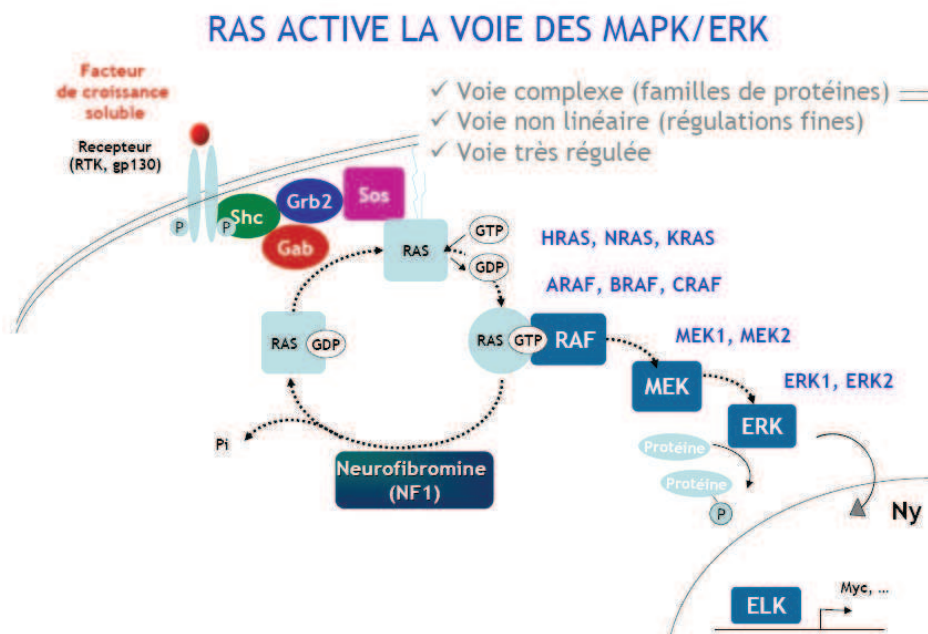 RAS ACTIVE LA VOIE DES MAPK/ERK
Facteur
de croissance
soluble
✓ Voie complexe (familles de protéines)
✓ Voie non linéaire (régulations fines)
✓ Voie très régulée
Recepteur
(RTK, gp130)
P
P
Shc
Grb2
Sos
Gab
RAS
GTP
GDP
HRAS, NRAS, KRAS
ARAF, BRAF, CRAF
RAS
GDP
RAS
GTP
RAF
MEK1, MEK2
MEK
ERK1, ERK2
ERK
Pi
Neurofibromine
(NF1)
Protéine
Protéine
P
Ny
ELK
Myc, ...